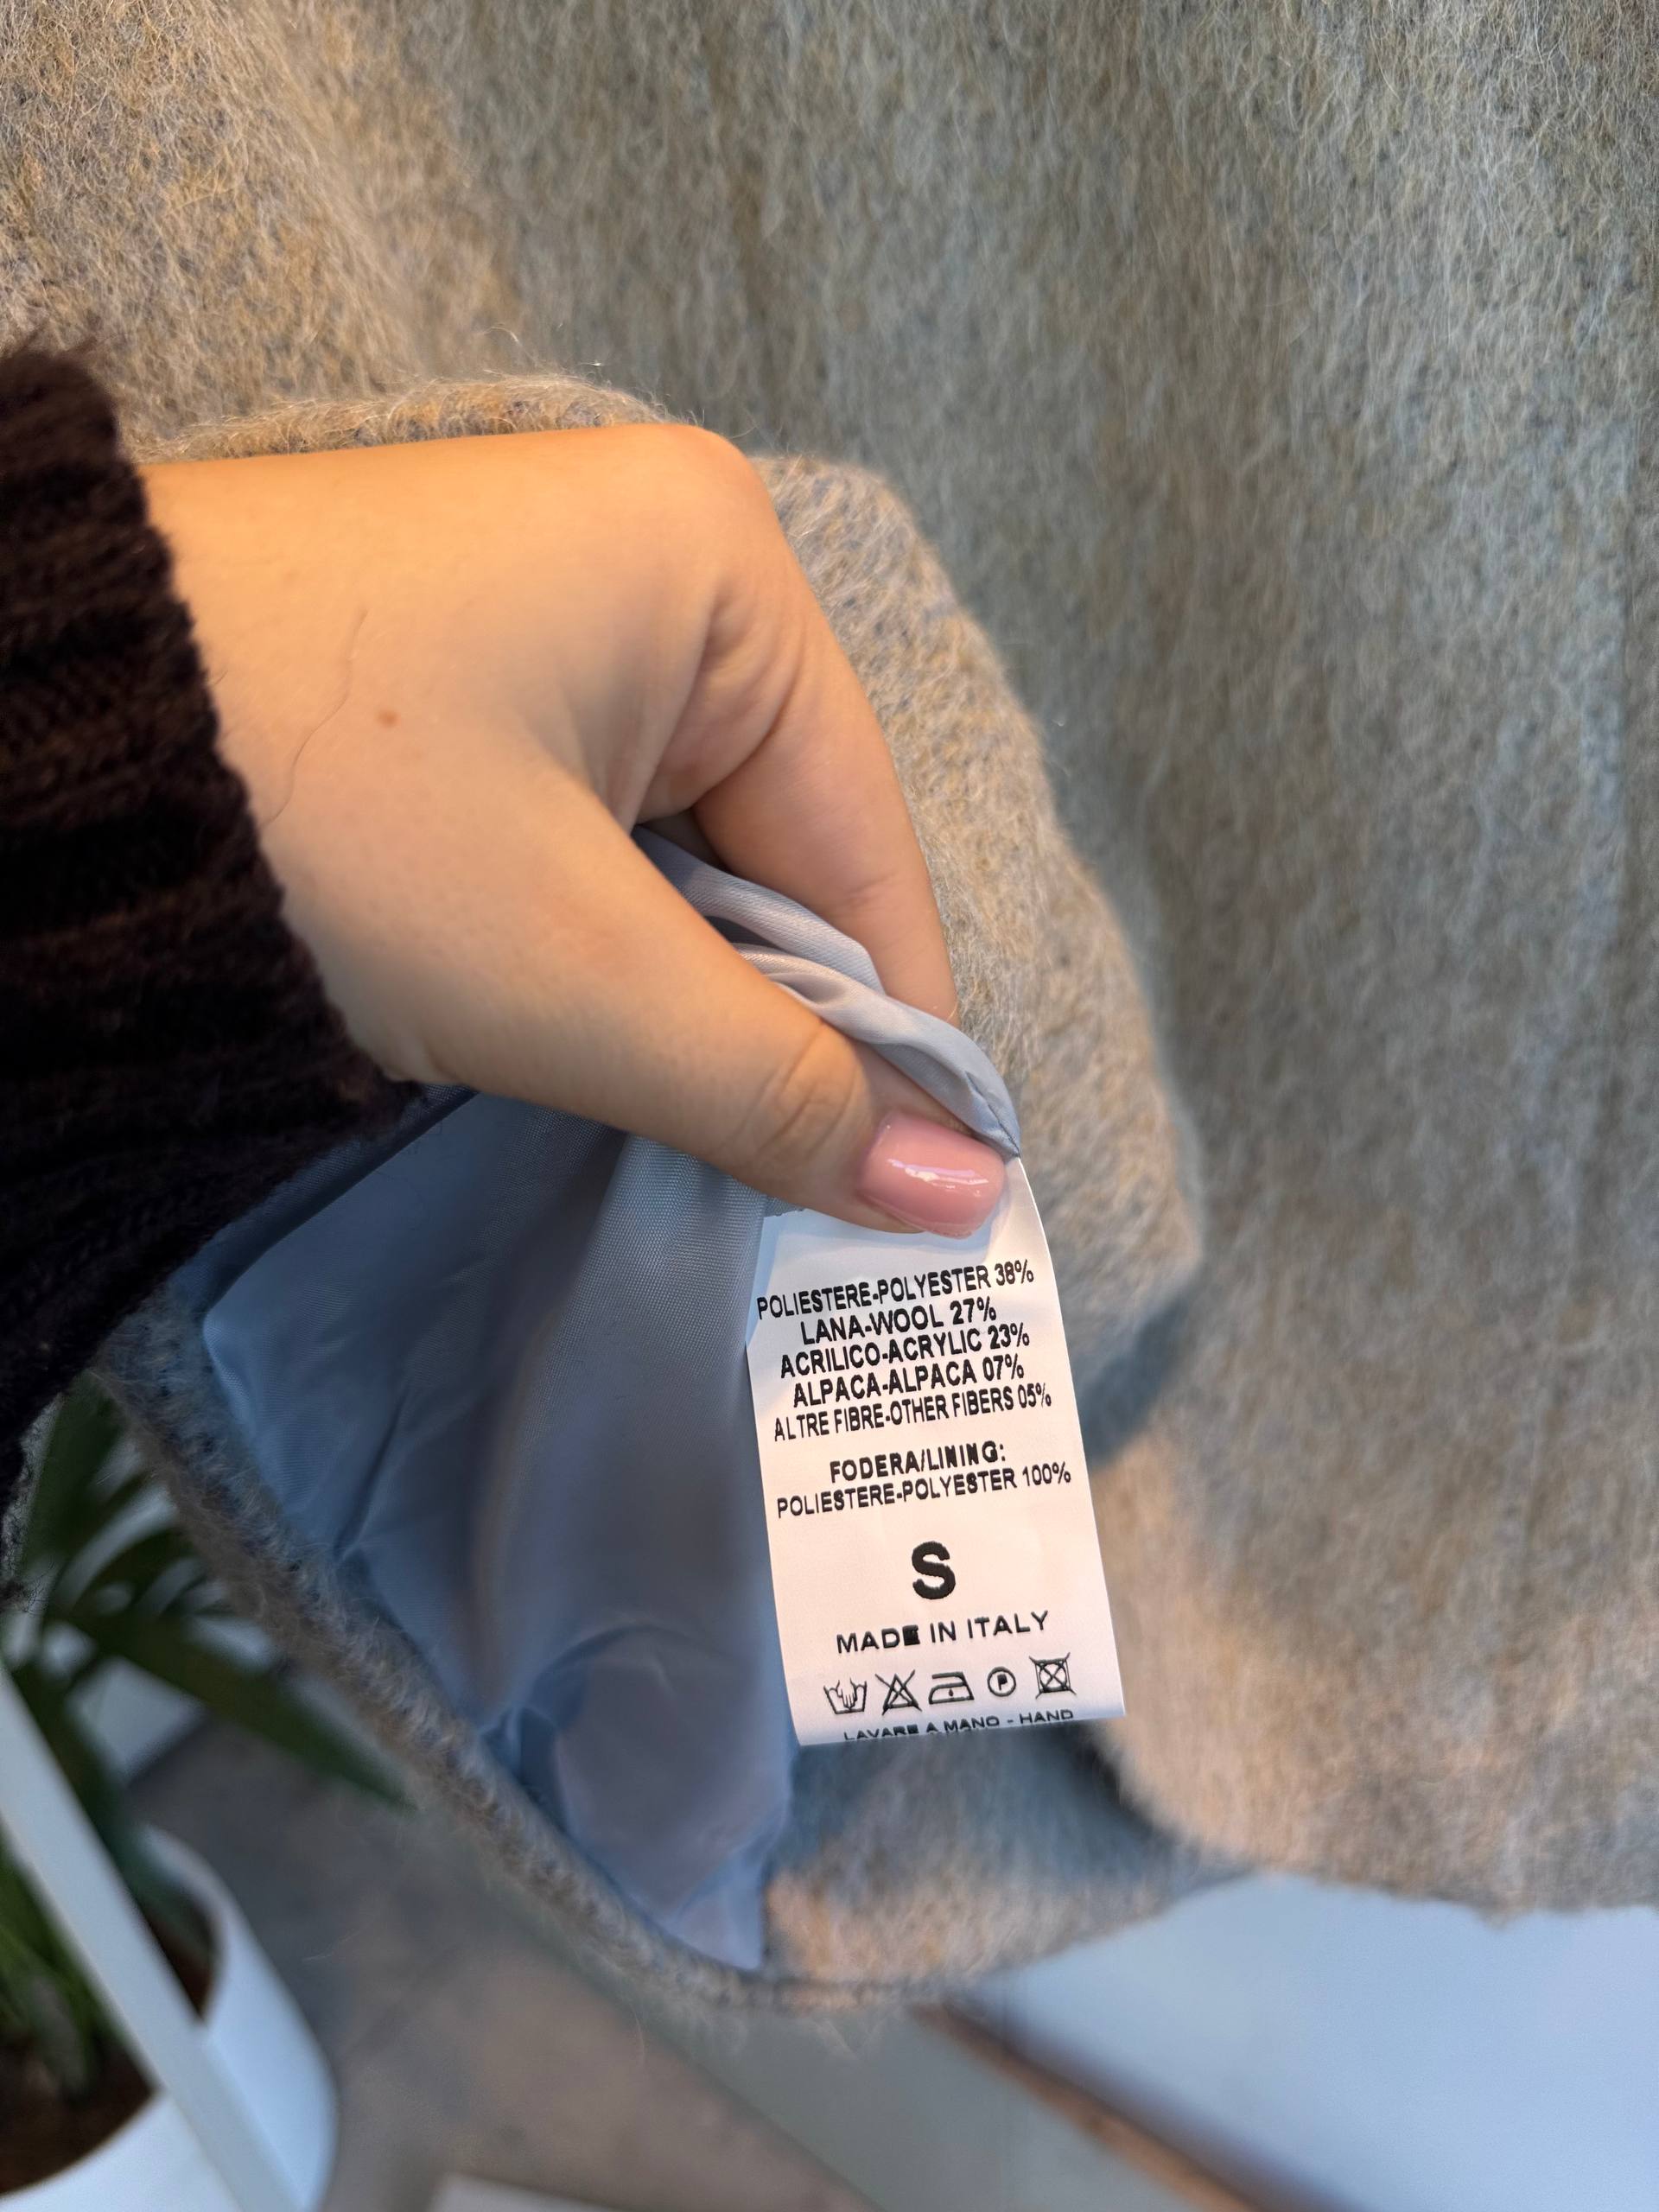 POLIESTERE-POLYESTER 38%
LANA-WOOL 27%
ACRILICO-ACRYLIC 23%
ALPACA-ALPACA 07%
ALTRE FIBRE-OTHER FIBERS 05%
FODERA/LINING:
POLIESTERE-POLYESTER 100%
S
MADE IN ITALY
P
LAVARE A MANO - HAND